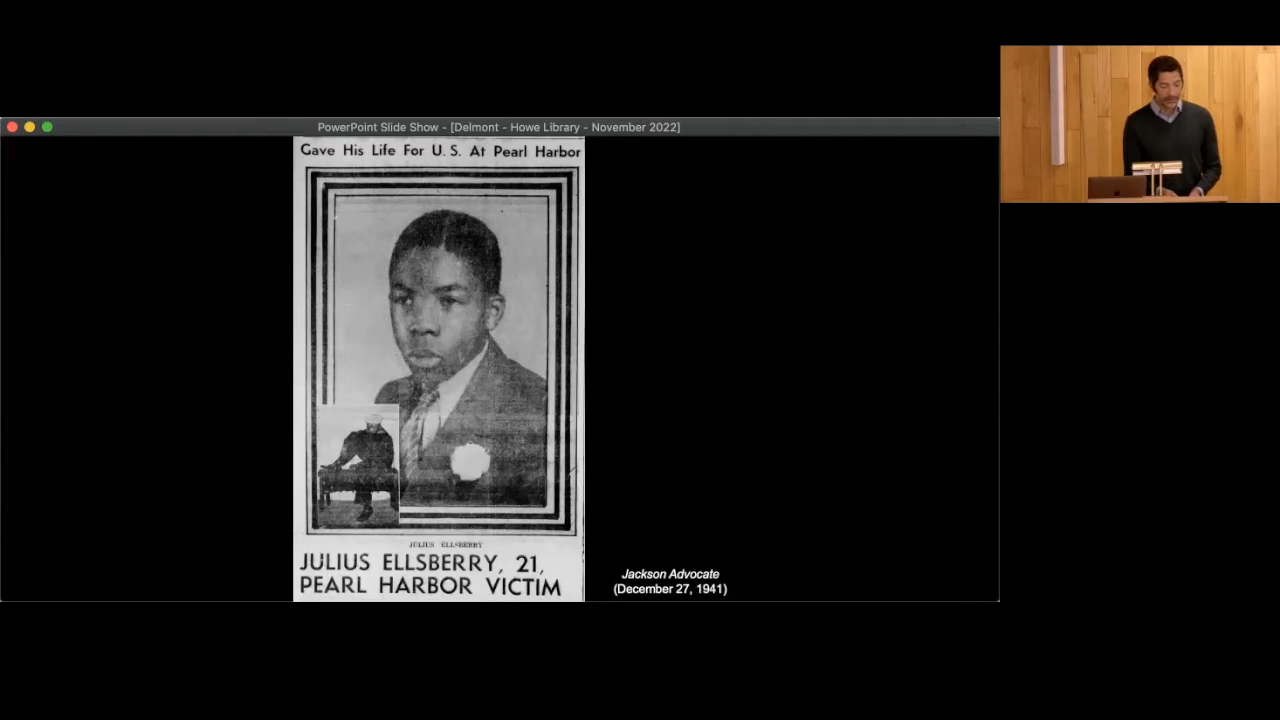 PowerPoint Slide Show - [Delmont - Howe Library - November 2022]
Gave His Life For U. S. At Pearl Harbor
JULIUS ELLSBERRY
JULIUS ELLSBERRY, 21,
PEARL HARBOR VICTIM
Jackson Advocate
(December 27, 1941)